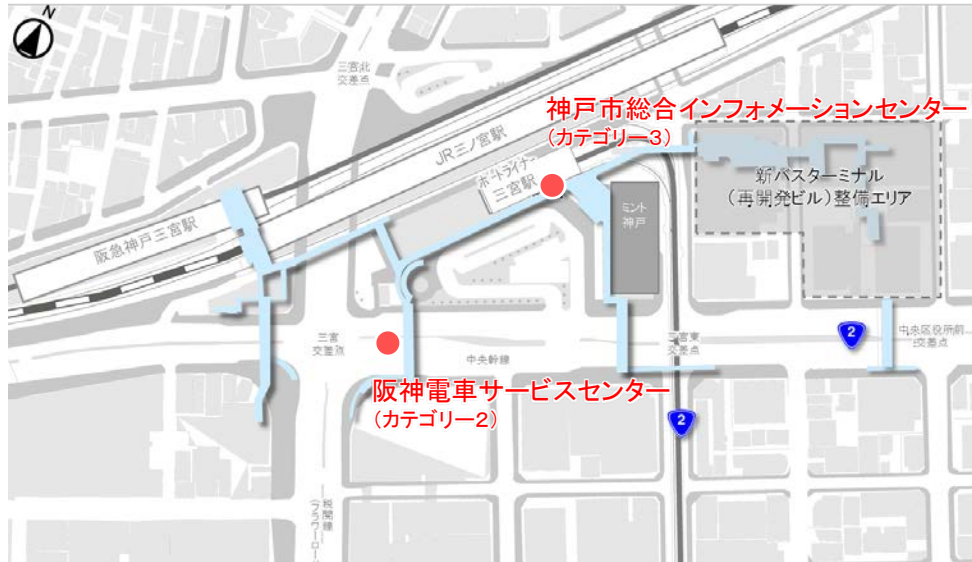 N
三宮北
交差点
神戸市総合インフォメーションセンター
(カテゴリー3)
JR三ノ宮駅
ポートライナー
三宮駅
ミント
神戸
新バスターミナル
(再開発ビル)整備エリア
阪急神戸三宮駅
三宮
交差点
中央幹線
三宮東
交差点
2
中央区役所前
交差点
阪神電車サービスセンター
(カテゴリー2)
2
税関線
(フラワーロード)